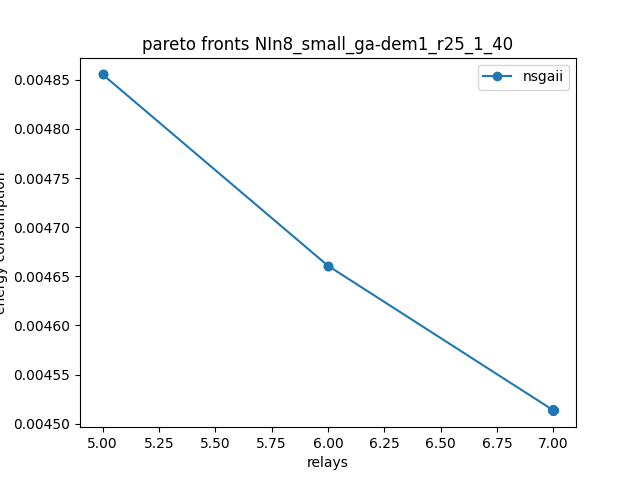 pareto fronts NIn8_small_ga-dem1_r25_1_40
nsgaii
energy consumption
0.00485
0.00480
0.00475
0.00470
0.00465
0.00460
0.00455
0.00450
5.00 5.25 5.50 5.75 6.00 6.25 6.50 6.75 7.00
relays